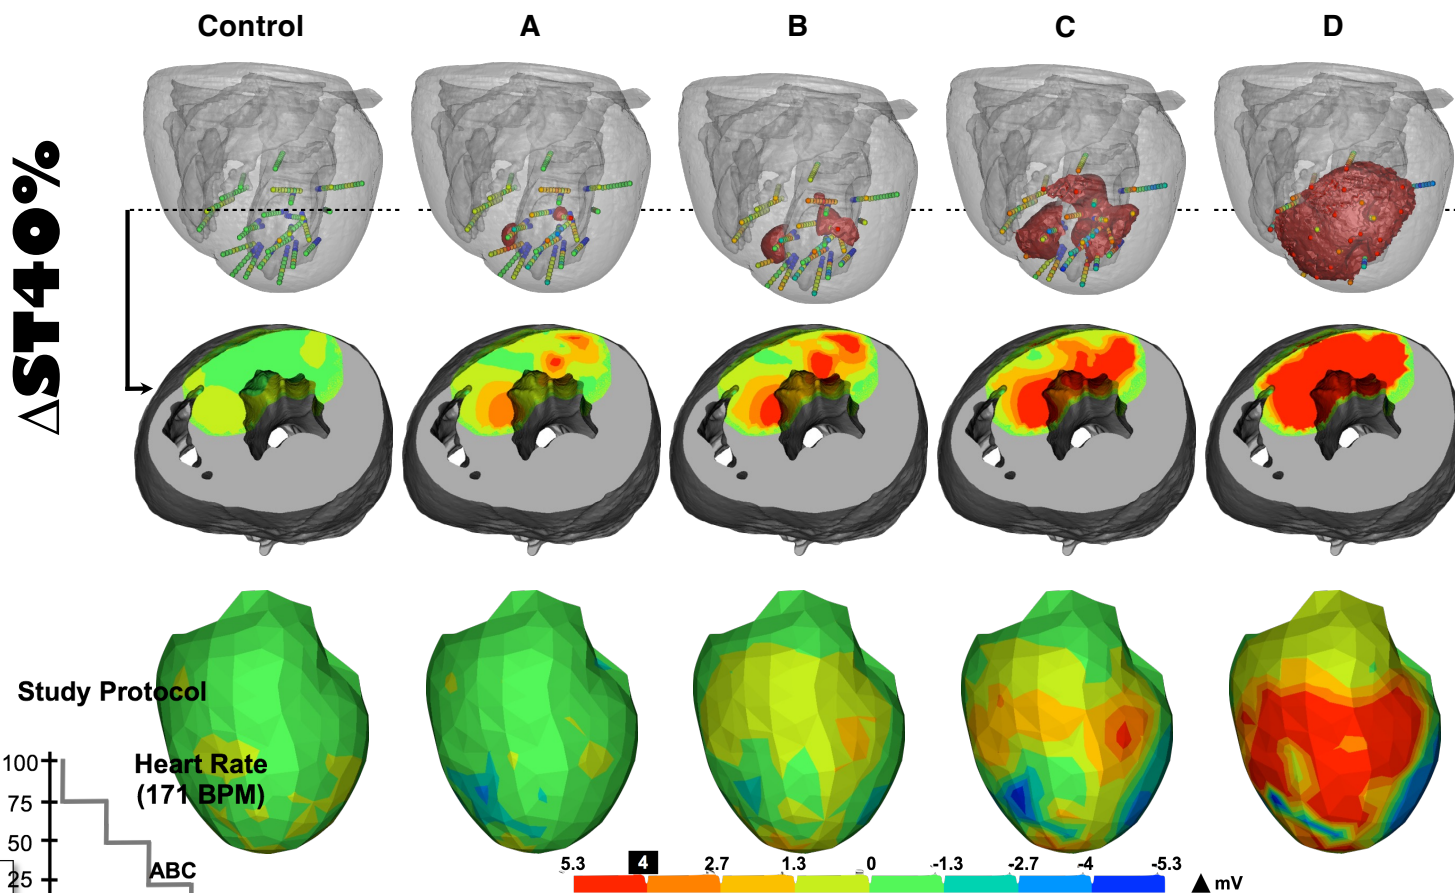 Control A B C D
ΔST40%
Study Protocol
Heart Rate
(171 BPM)
100
75
50
ABC
25
5.3 4 2.7 1.3 0 -1.3 -2.7 -4 -5.3
▲ mV